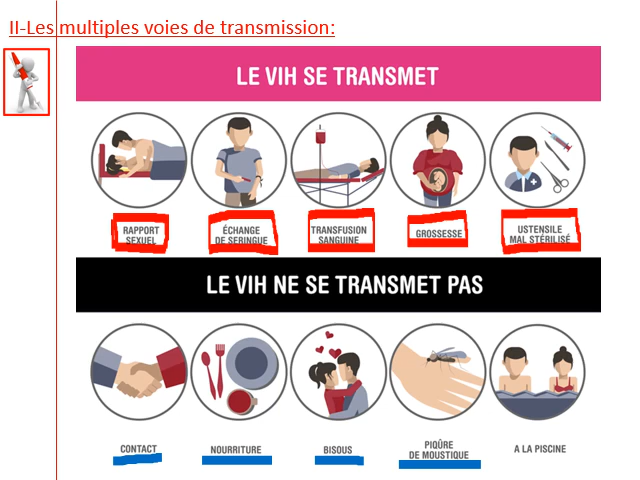 II-Les multiples voies de transmission:
LE VIH SE TRANSMET
RAPPORT
SEXUEL
ÉCHANGE
DE SERINGUE
TRANSFUSION
SANGUINE
GROSSESSE
USTENSILE
MAL STÉRILISÉ
LE VIH NE SE TRANSMET PAS
CONTACT
NOURRITURE
BISOUS
PIQÛRE
DE MOUSTIQUE
A LA PISCINE